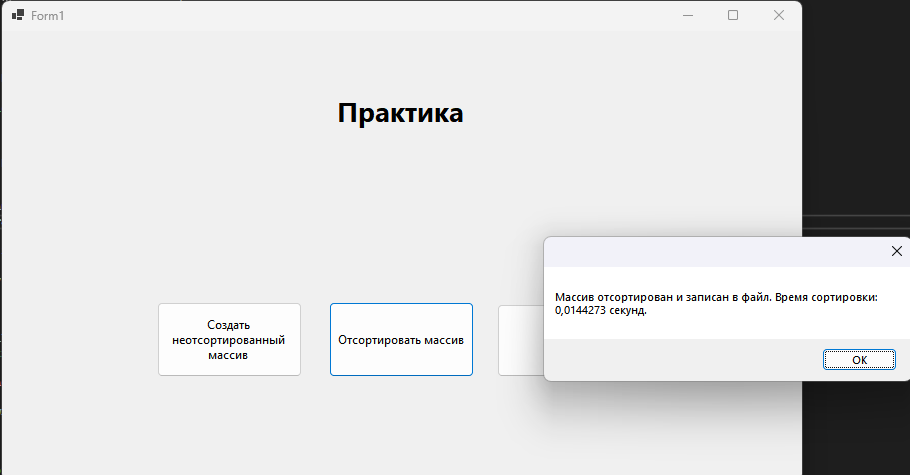 Form1
Практика
Создать
неотсортированный
массив
Отсортировать массив
Массив отсортирован и записан в файл. Время сортировки:
0,0144273 секунд.
OK